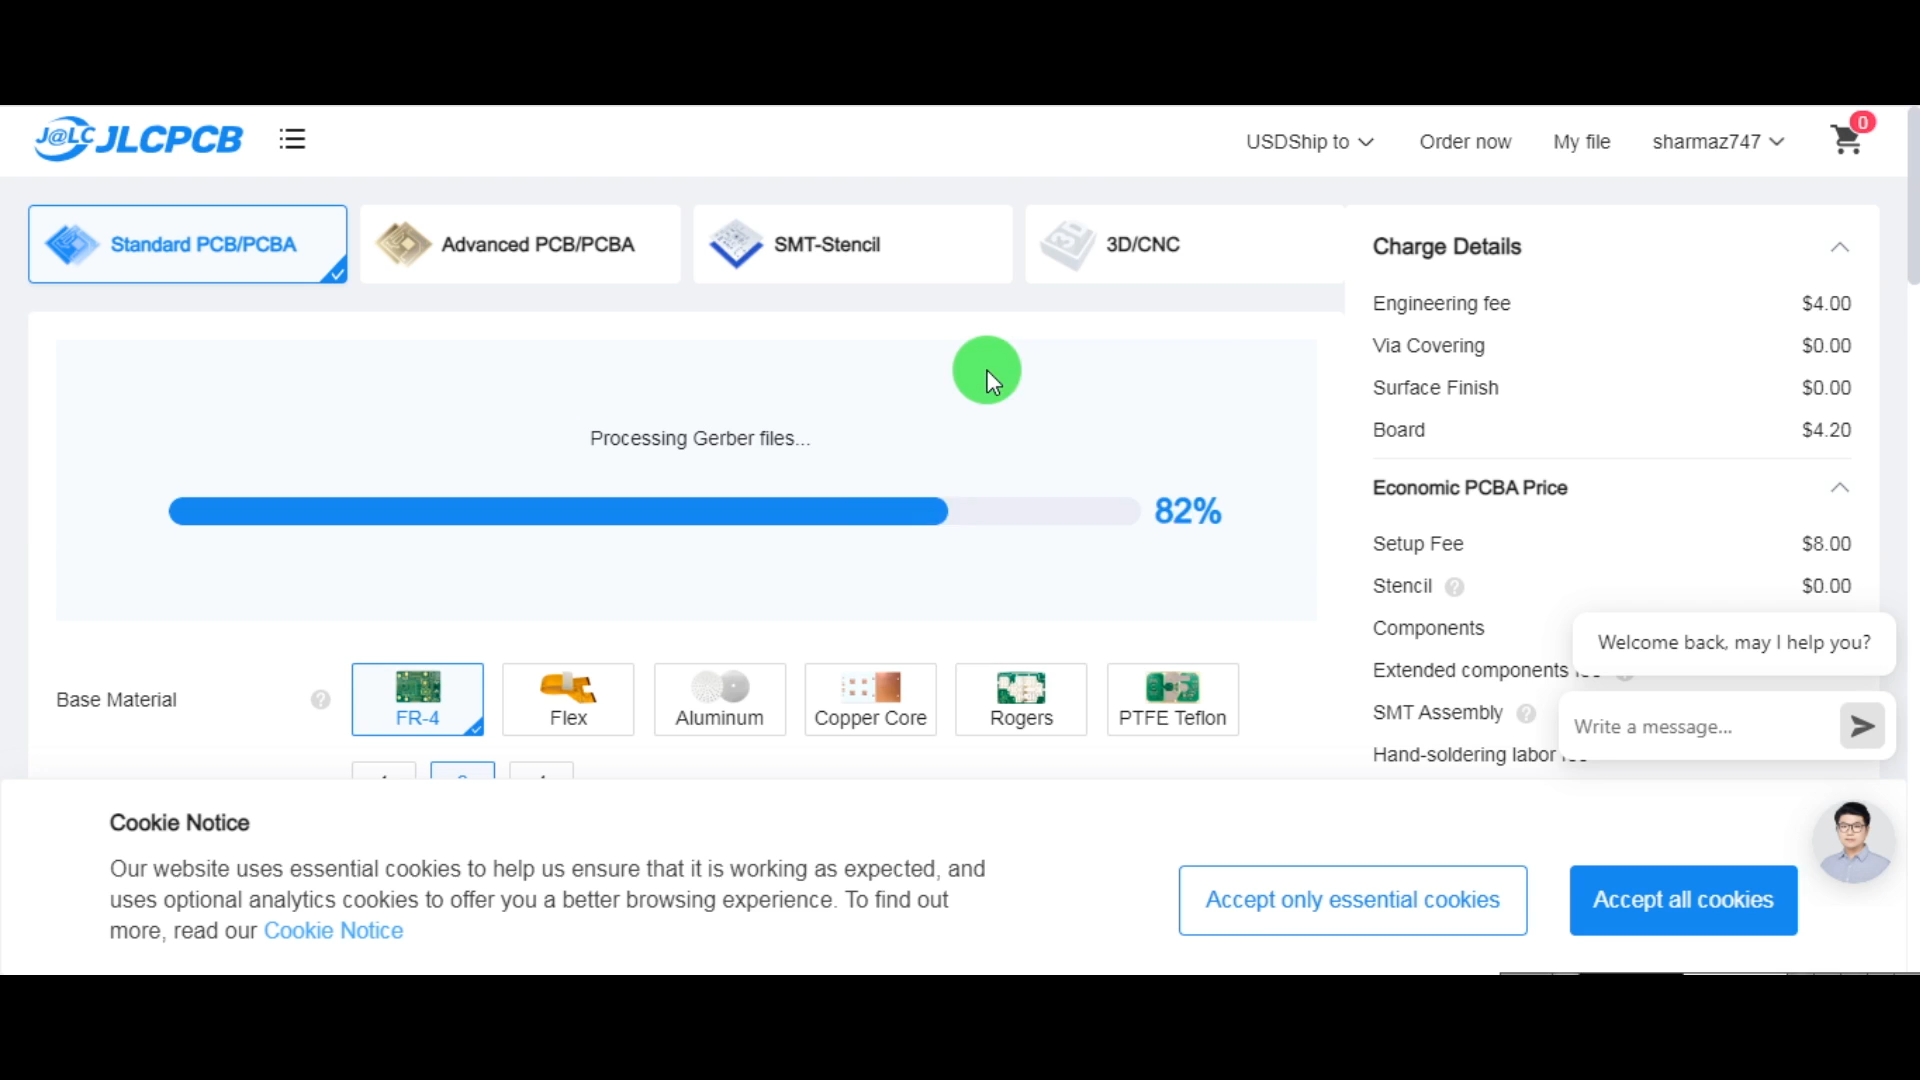 J@LC JLCPCB
USDShip to
Order now
My file
sharmaz747
0
Standard PCB/PCBA
Advanced PCB/PCBA
SMT-Stencil
3D/CNC
Processing Gerber files...
82%
Base Material
?
FR-4
Flex
Aluminum
Copper Core
Rogers
PTFE Teflon
Charge Details
Engineering fee $4.00
Via Covering $0.00
Surface Finish $0.00
Board $4.20
Economic PCBA Price
Setup Fee $8.00
Stencil ? $0.00
Components
Extended components
SMT Assembly ?
Hand-soldering labor
Welcome back, may I help you?
Write a message...
Cookie Notice
Our website uses essential cookies to help us ensure that it is working as expected, and
uses optional analytics cookies to offer you a better browsing experience. To find out
more, read our Cookie Notice
Accept only essential cookies
Accept all cookies